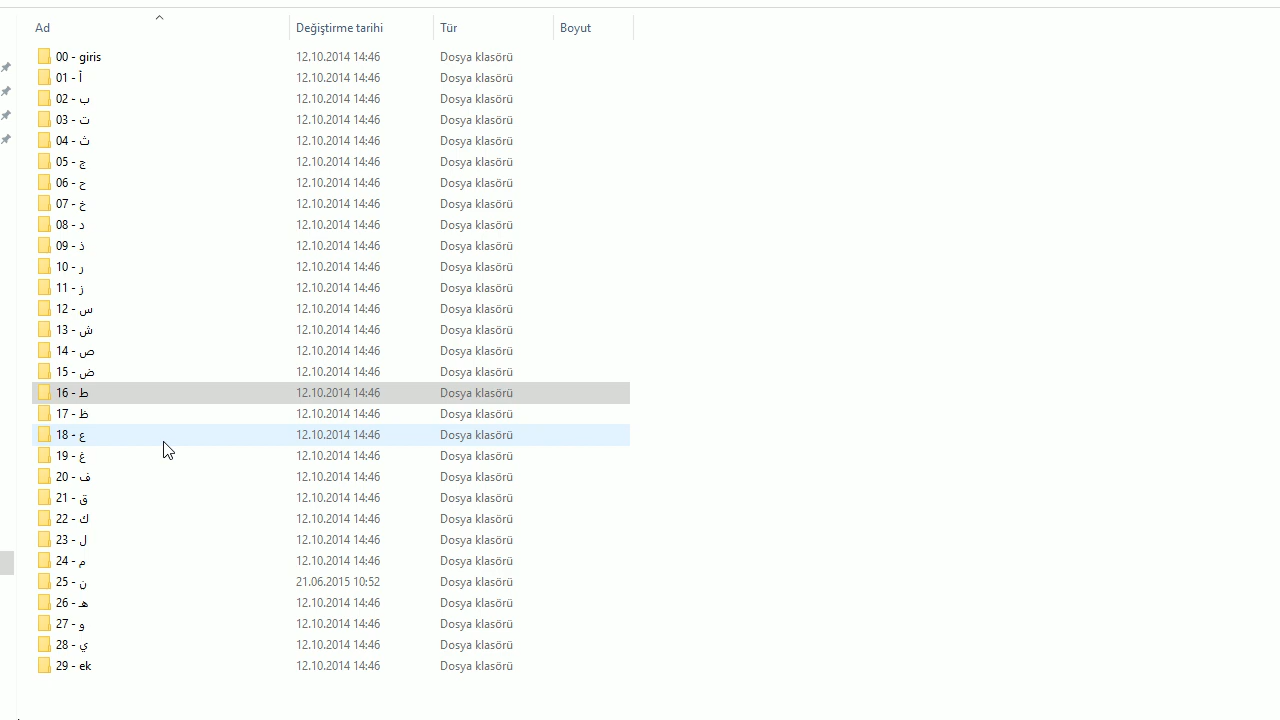 Ad Değiştirme tarihi Tür Boyut
00 - giris 12.10.2014 14:46 Dosya klasörü
01 - أ 12.10.2014 14:46 Dosya klasörü
02 - ب 12.10.2014 14:46 Dosya klasörü
03 - ت 12.10.2014 14:46 Dosya klasörü
04 - ث 12.10.2014 14:46 Dosya klasörü
05 - ج 12.10.2014 14:46 Dosya klasörü
06 - ح 12.10.2014 14:46 Dosya klasörü
07 - خ 12.10.2014 14:46 Dosya klasörü
08 - د 12.10.2014 14:46 Dosya klasörü
09 - ذ 12.10.2014 14:46 Dosya klasörü
10 - ر 12.10.2014 14:46 Dosya klasörü
11 - ز 12.10.2014 14:46 Dosya klasörü
12 - س 12.10.2014 14:46 Dosya klasörü
13 - ش 12.10.2014 14:46 Dosya klasörü
14 - ص 12.10.2014 14:46 Dosya klasörü
15 - ض 12.10.2014 14:46 Dosya klasörü
16 - ط 12.10.2014 14:46 Dosya klasörü
17 - ظ 12.10.2014 14:46 Dosya klasörü
18 - ع 12.10.2014 14:46 Dosya klasörü
19 - غ 12.10.2014 14:46 Dosya klasörü
20 - ف 12.10.2014 14:46 Dosya klasörü
21 - ق 12.10.2014 14:46 Dosya klasörü
22 - ك 12.10.2014 14:46 Dosya klasörü
23 - ل 12.10.2014 14:46 Dosya klasörü
24 - م 12.10.2014 14:46 Dosya klasörü
25 - ن 21.06.2015 10:52 Dosya klasörü
26 - هـ 12.10.2014 14:46 Dosya klasörü
27 - و 12.10.2014 14:46 Dosya klasörü
28 - ي 12.10.2014 14:46 Dosya klasörü
29 - ek 12.10.2014 14:46 Dosya klasörü